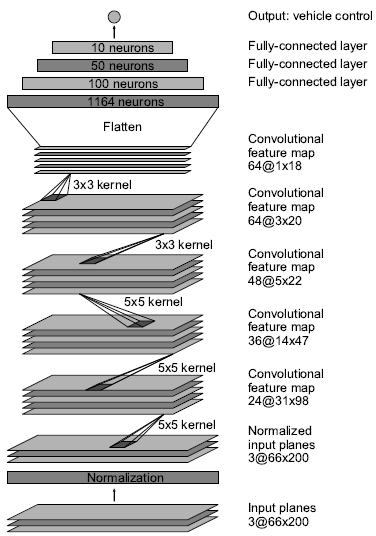 Output: vehicle control
10 neurons
Fully-connected layer
50 neurons
Fully-connected layer
100 neurons
Fully-connected layer
1164 neurons
Flatten
Convolutional
feature map
64@1x18
3x3 kernel
Convolutional
feature map
64@3x20
3x3 kernel
Convolutional
feature map
48@5x22
5x5 kernel
Convolutional
feature map
36@14x47
5x5 kernel
Convolutional
feature map
24@31x98
5x5 kernel
Normalized
input planes
3@66x200
Normalization
Input planes
3@66x200